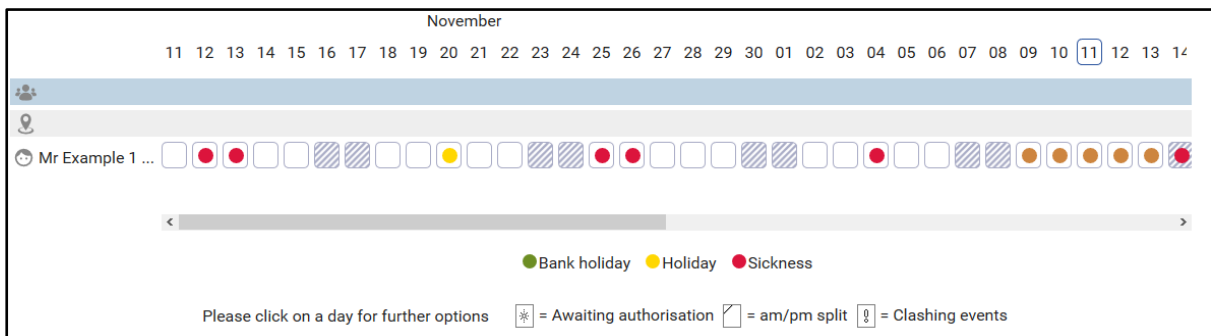 November
11 12 13 14 15 16 17 18 19 20 21 22 23 24 25 26 27 28 29 30 01 02 03 04 05 06 07 08 09 10 11 12 13 14
Mr Example 1 ...
Bank holiday Holiday Sickness
Please click on a day for further options = Awaiting authorisation = am/pm split = Clashing events